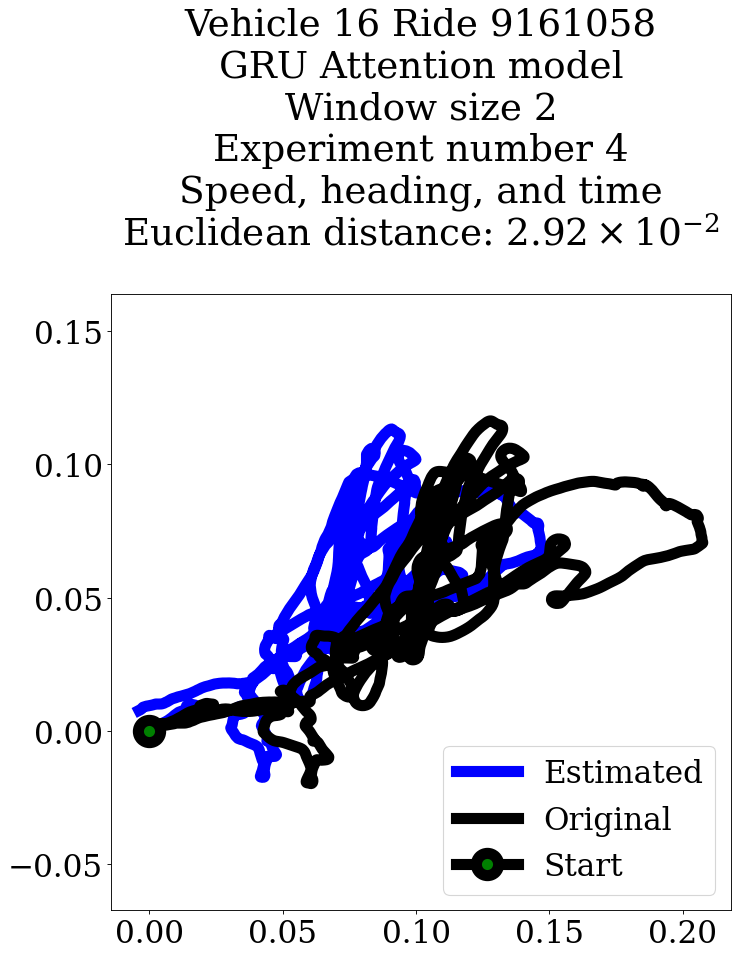 Vehicle 16 Ride 9161058
GRU Attention model
Window size 2
Experiment number 4
Speed, heading, and time
Euclidean distance: 2.92 × 10⁻²
0.15
0.10
0.05
0.00
−0.05
0.00 0.05 0.10 0.15 0.20
Estimated
Original
Start